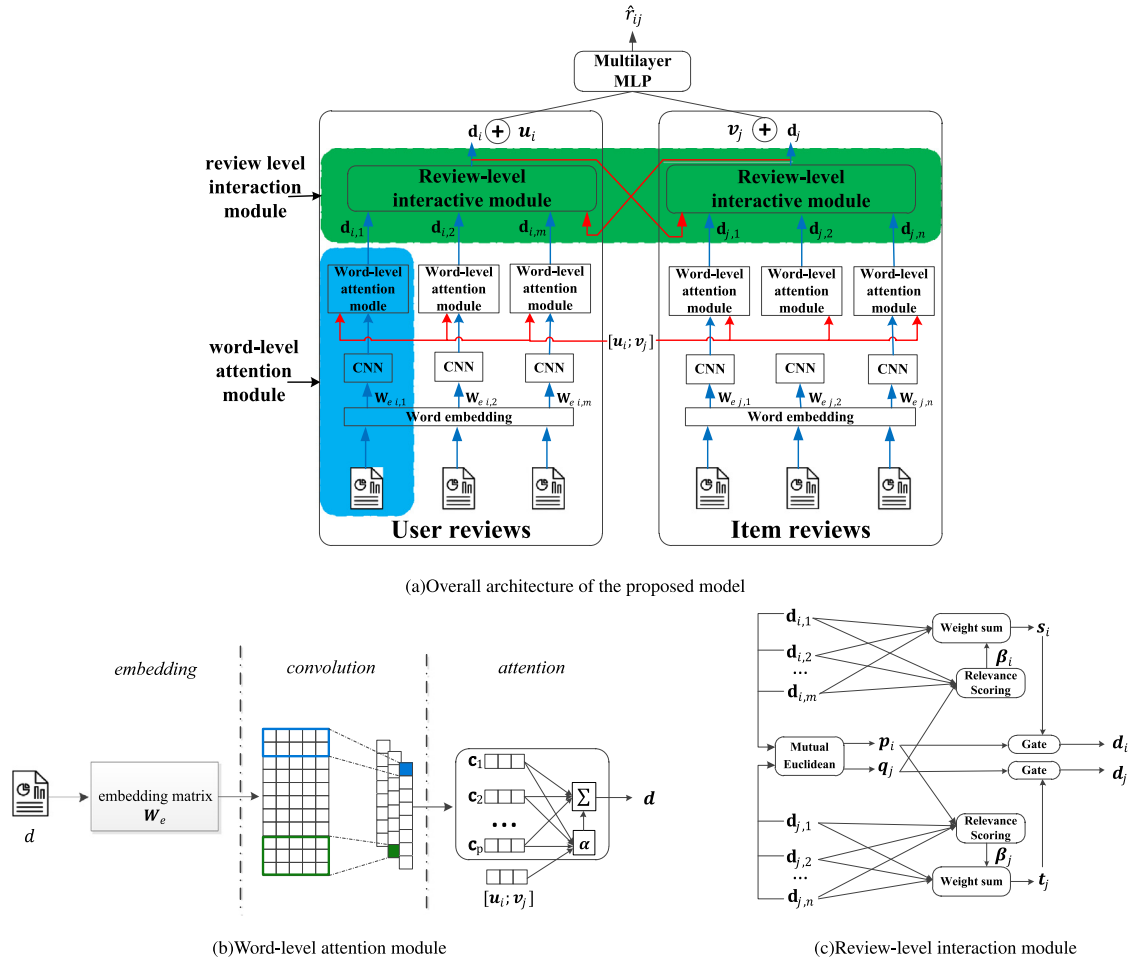 r̂ij
Multilayer
MLP
di + ui
vj + dj
review level
interaction
module
Review-level
interactive module
Review-level
interactive module
di,1 di,2 di,m
dj,1 dj,2 dj,n
Word-level
attention
modle
Word-level
attention
module
Word-level
attention
module
Word-level
attention
module
Word-level
attention
module
Word-level
attention
module
[ui; vj]
word-level
attention
module
CNN CNN CNN CNN CNN CNN
We i,1 We i,2 We i,m We j,1 We j,2 We j,n
Word embedding Word embedding
User reviews Item reviews
(a)Overall architecture of the proposed model
embedding convolution attention
d
embedding matrix
We
c1
c2
...
cp
Σ
α
d
[ui; vj]
(b)Word-level attention module
di,1
di,2
...
di,m
Weight sum
si
βi
Relevance
Scoring
Mutual
Euclidean
pi
qj
Gate
di
Gate
dj
dj,1
dj,2
...
dj,n
Relevance
Scoring
βj
Weight sum
tj
(c)Review-level interaction module